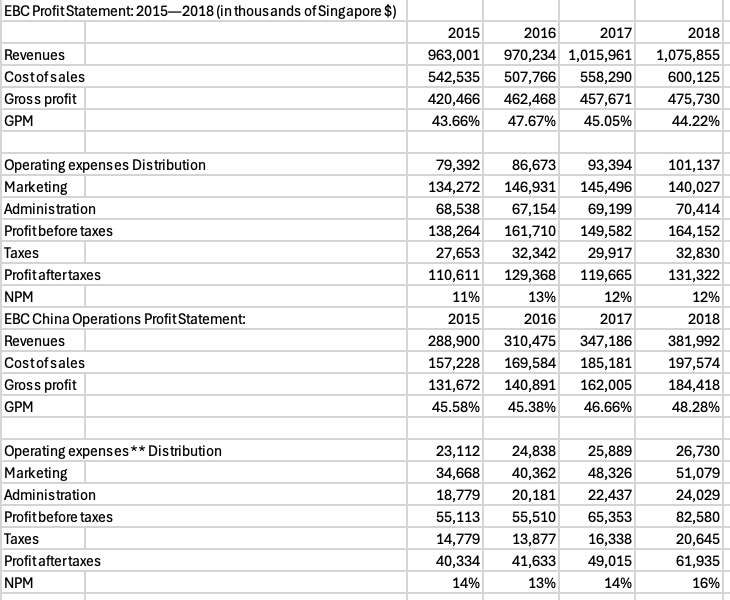 EBC Profit Statement: 2015—2018 (in thousands of Singapore $)
2015 2016 2017 2018
Revenues 963,001 970,234 1,015,961 1,075,855
Cost of sales 542,535 507,766 558,290 600,125
Gross profit 420,466 462,468 457,671 475,730
GPM 43.66% 47.67% 45.05% 44.22%
Operating expenses Distribution 79,392 86,673 93,394 101,137
Marketing 134,272 146,931 145,496 140,027
Administration 68,538 67,154 69,199 70,414
Profit before taxes 138,264 161,710 149,582 164,152
Taxes 27,653 32,342 29,917 32,830
Profit after taxes 110,611 129,368 119,665 131,322
NPM 11% 13% 12% 12%
EBC China Operations Profit Statement: 2015 2016 2017 2018
Revenues 288,900 310,475 347,186 381,992
Cost of sales 157,228 169,584 185,181 197,574
Gross profit 131,672 140,891 162,005 184,418
GPM 45.58% 45.38% 46.66% 48.28%
Operating expenses** Distribution 23,112 24,838 25,889 26,730
Marketing 34,668 40,362 48,326 51,079
Administration 18,779 20,181 22,437 24,029
Profit before taxes 55,113 55,510 65,353 82,580
Taxes 14,779 13,877 16,338 20,645
Profit after taxes 40,334 41,633 49,015 61,935
NPM 14% 13% 14% 16%